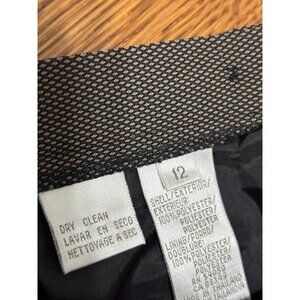 DRY CLEAN
LAVAR EN SECO
NETTOYAGE A SEC
12
SHELL/EXTERIOR/
EXTERIEUR:
100%POLYESTER/
POLIESTER/
POLYESTER
LINING/FORRO/
DOUBLURE:
100%POLYESTER/
POLIESTER/
POLYESTER